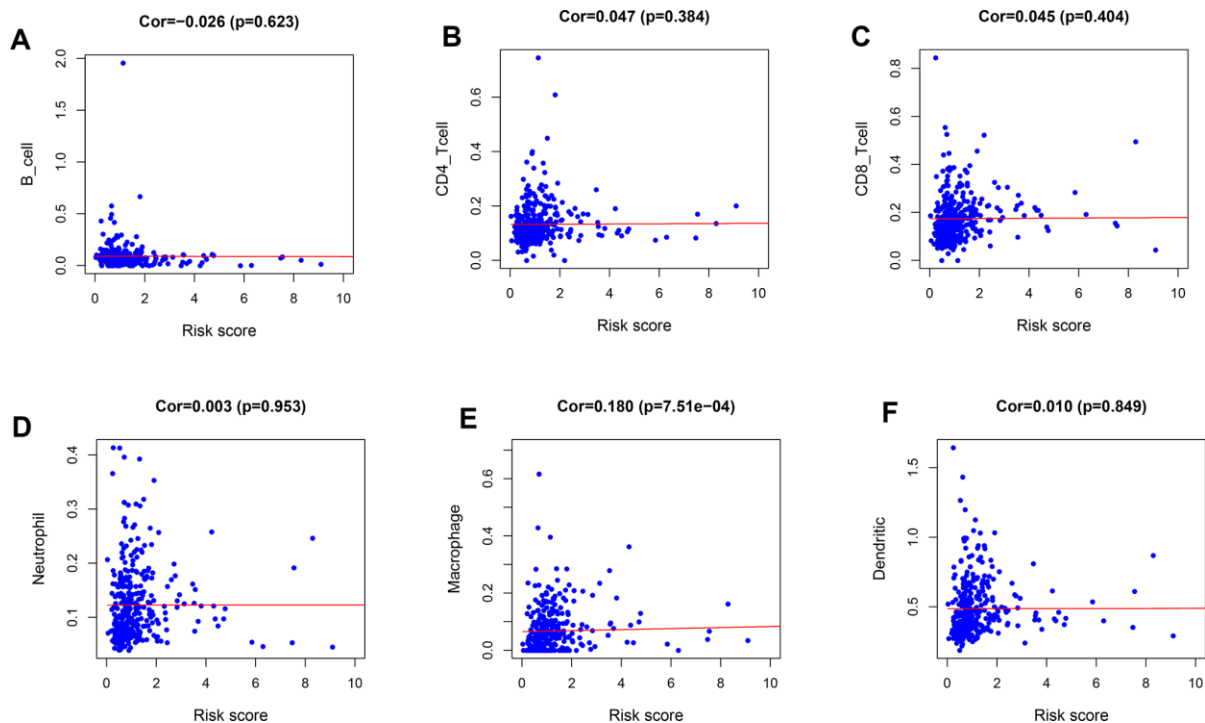 A
Cor=−0.026 (p=0.623)
B_cell
2.0
1.5
1.0
0.5
0.0
0 2 4 6 8 10
Risk score
B
Cor=0.047 (p=0.384)
CD4_Tcell
0.6
0.4
0.2
0.0
0 2 4 6 8 10
Risk score
C
Cor=0.045 (p=0.404)
CD8_Tcell
0.8
0.6
0.4
0.2
0.0
0 2 4 6 8 10
Risk score
D
Cor=0.003 (p=0.953)
Neutrophil
0.4
0.3
0.2
0.1
0 2 4 6 8 10
Risk score
E
Cor=0.180 (p=7.51e−04)
Macrophage
0.6
0.4
0.2
0.0
0 2 4 6 8 10
Risk score
F
Cor=0.010 (p=0.849)
Dendritic
1.5
1.0
0.5
0 2 4 6 8 10
Risk score